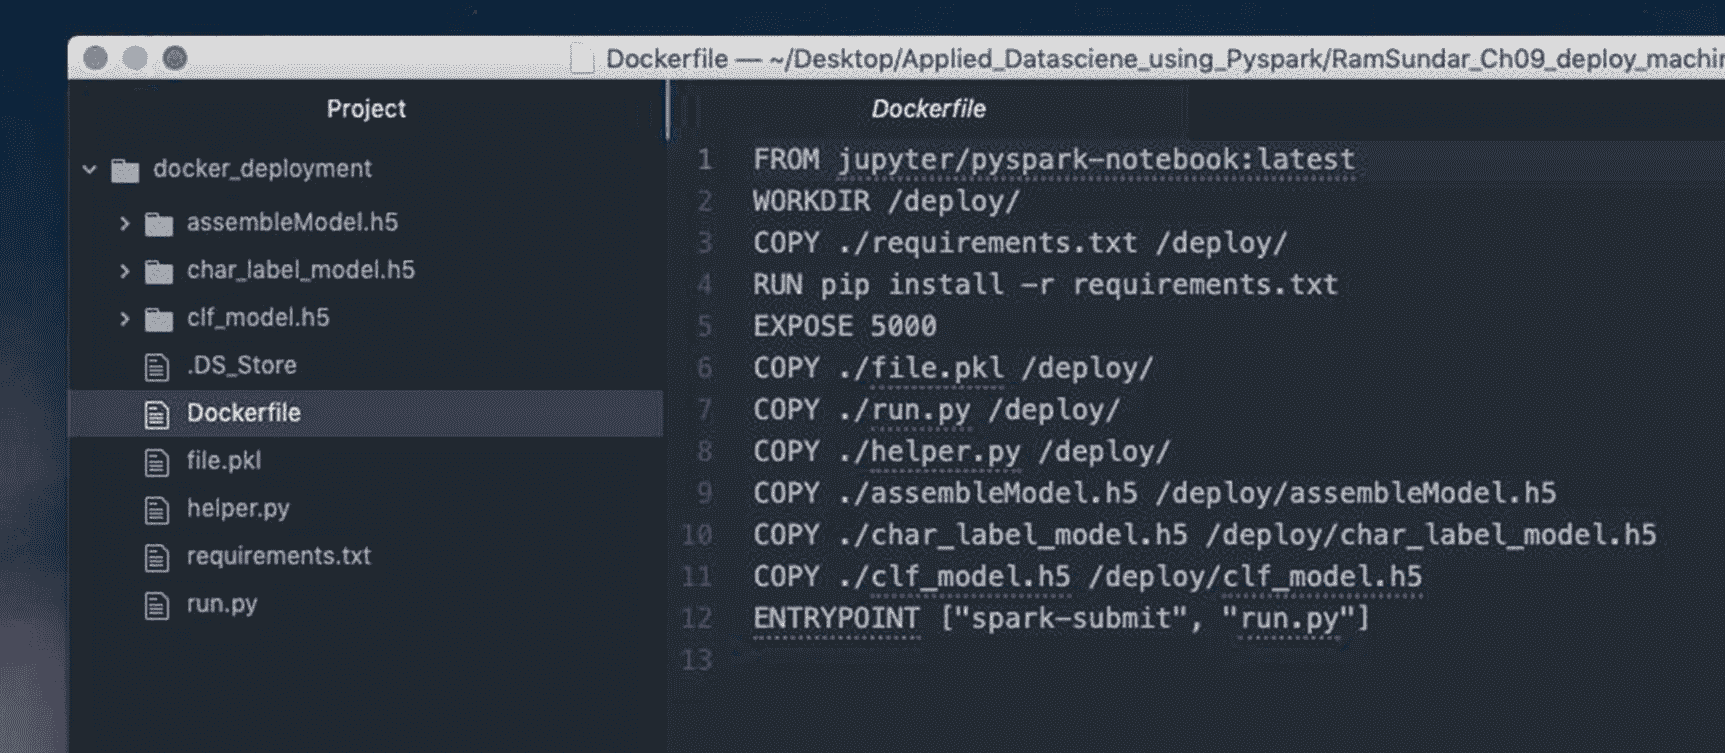 Dockerfile — ~/Desktop/Applied_Datasciene_using_Pyspark/RamSundar_Ch09_deploy_machin
Project
docker_deployment
assembleModel.h5
char_label_model.h5
clf_model.h5
.DS_Store
Dockerfile
file.pkl
helper.py
requirements.txt
run.py
Dockerfile
1 FROM jupyter/pyspark-notebook:latest
2 WORKDIR /deploy/
3 COPY ./requirements.txt /deploy/
4 RUN pip install -r requirements.txt
5 EXPOSE 5000
6 COPY ./file.pkl /deploy/
7 COPY ./run.py /deploy/
8 COPY ./helper.py /deploy/
9 COPY ./assembleModel.h5 /deploy/assembleModel.h5
10 COPY ./char_label_model.h5 /deploy/char_label_model.h5
11 COPY ./clf_model.h5 /deploy/clf_model.h5
12 ENTRYPOINT ["spark-submit", "run.py"]
13